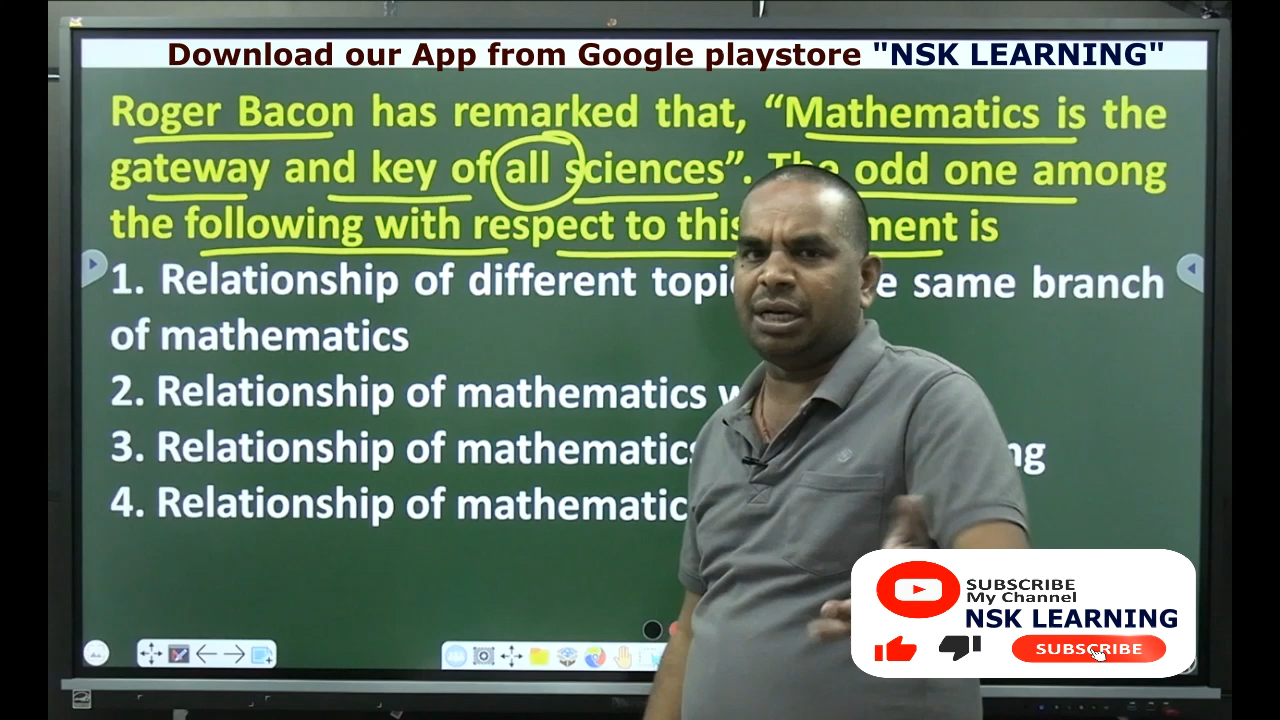 Download our App from Google playstore "NSK LEARNING"
Roger Bacon has remarked that, “Mathematics is the
gateway and key of all sciences”. The odd one among
the following with respect to this is
1. Relationship of different same branch
of mathematics
2. Relationship of mathematics
3. Relationship of mathematics
4. Relationship of
SUBSCRIBE
My Channel
NSK LEARNING
SUBSCRIBE